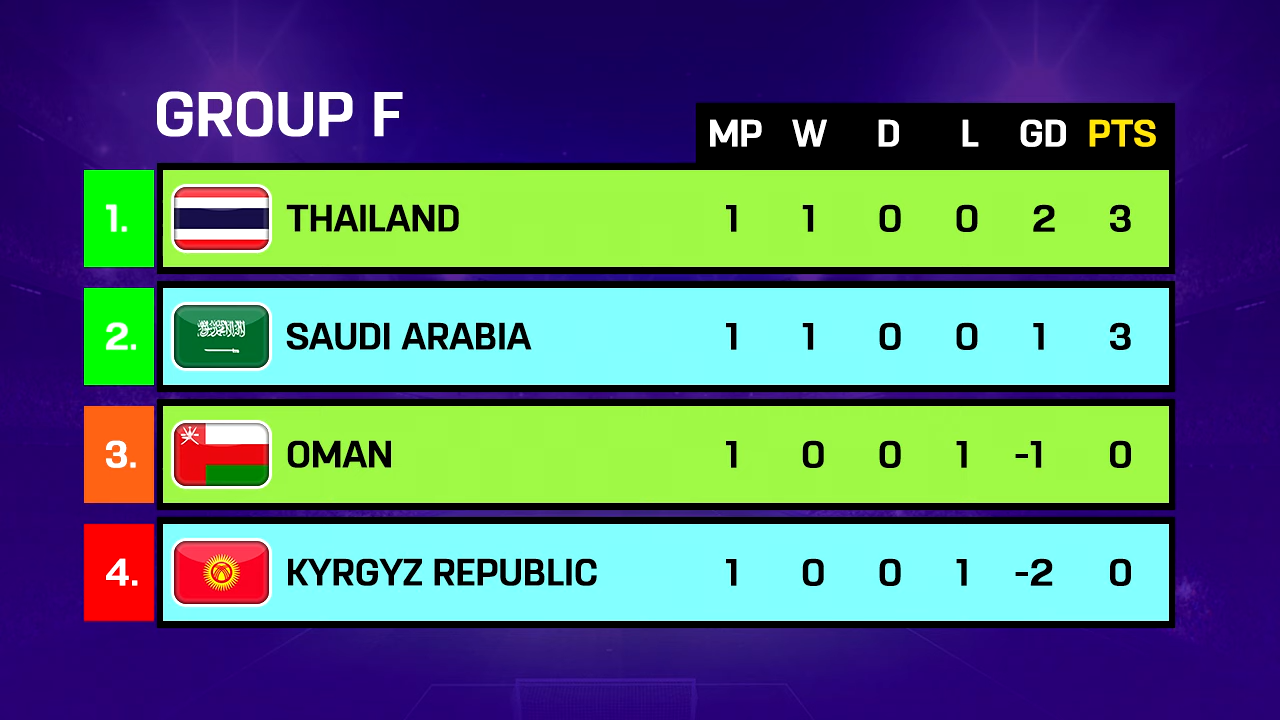 GROUP F
MP W D L GD PTS
1. THAILAND 1 1 0 0 2 3
2. SAUDI ARABIA 1 1 0 0 1 3
3. OMAN 1 0 0 1 -1 0
4. KYRGYZ REPUBLIC 1 0 0 1 -2 0